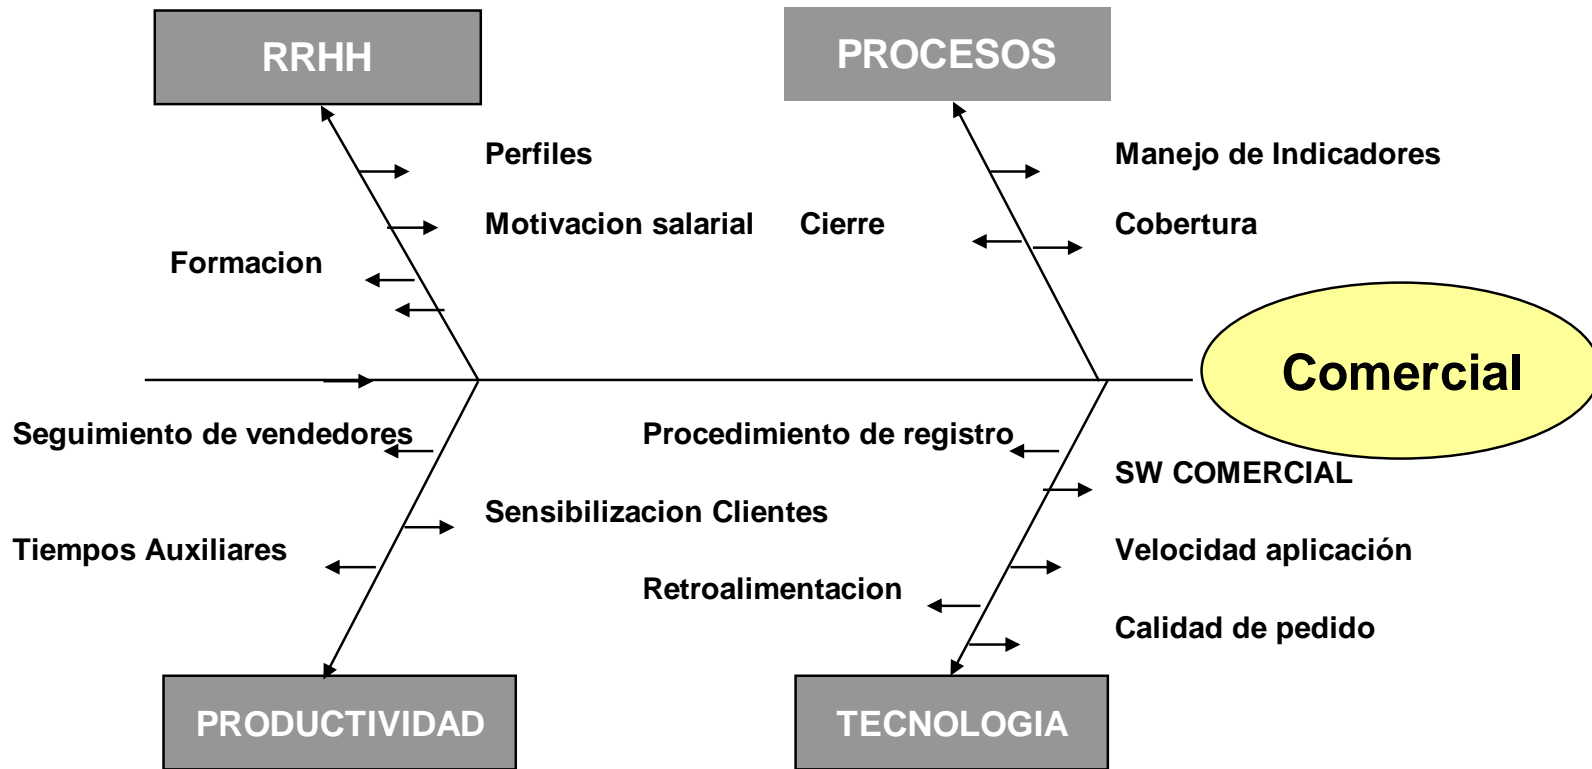 RRHH
PROCESOS
Perfiles
Manejo de Indicadores
Motivacion salarial
Cierre
Cobertura
Formacion
Comercial
Seguimiento de vendedores
Procedimiento de registro
SW COMERCIAL
Sensibilizacion Clientes
Tiempos Auxiliares
Velocidad aplicación
Retroalimentacion
Calidad de pedido
PRODUCTIVIDAD
TECNOLOGIA